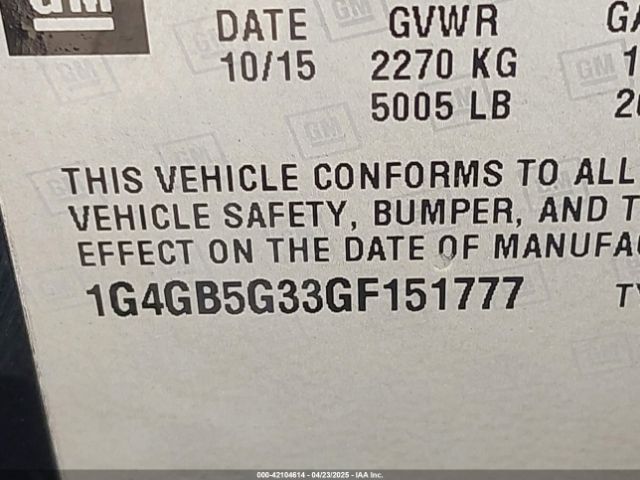 GM
DATE GVWR
10/15 2270 KG
5005 LB
THIS VEHICLE CONFORMS TO ALL
VEHICLE SAFETY, BUMPER, AND T
EFFECT ON THE DATE OF MANUFA
1G4GB5G33GF151777
000-42104614 - 04/23/2025 - IAA Inc.